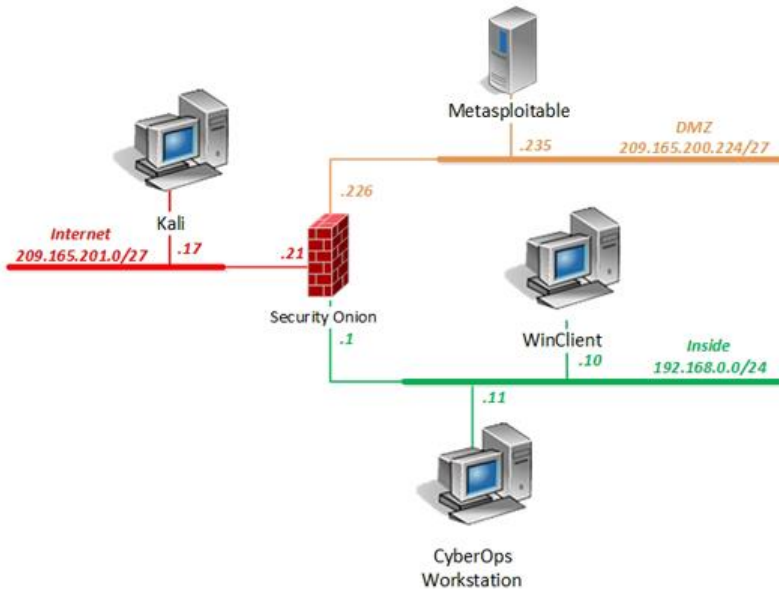 Metasploitable
DMZ
209.165.200.224/27
.235
.226
Kali
Internet
209.165.201.0/27
.17
.21
Security Onion
.1
WinClient
.10
Inside
192.168.0.0/24
.11
CyberOps
Workstation